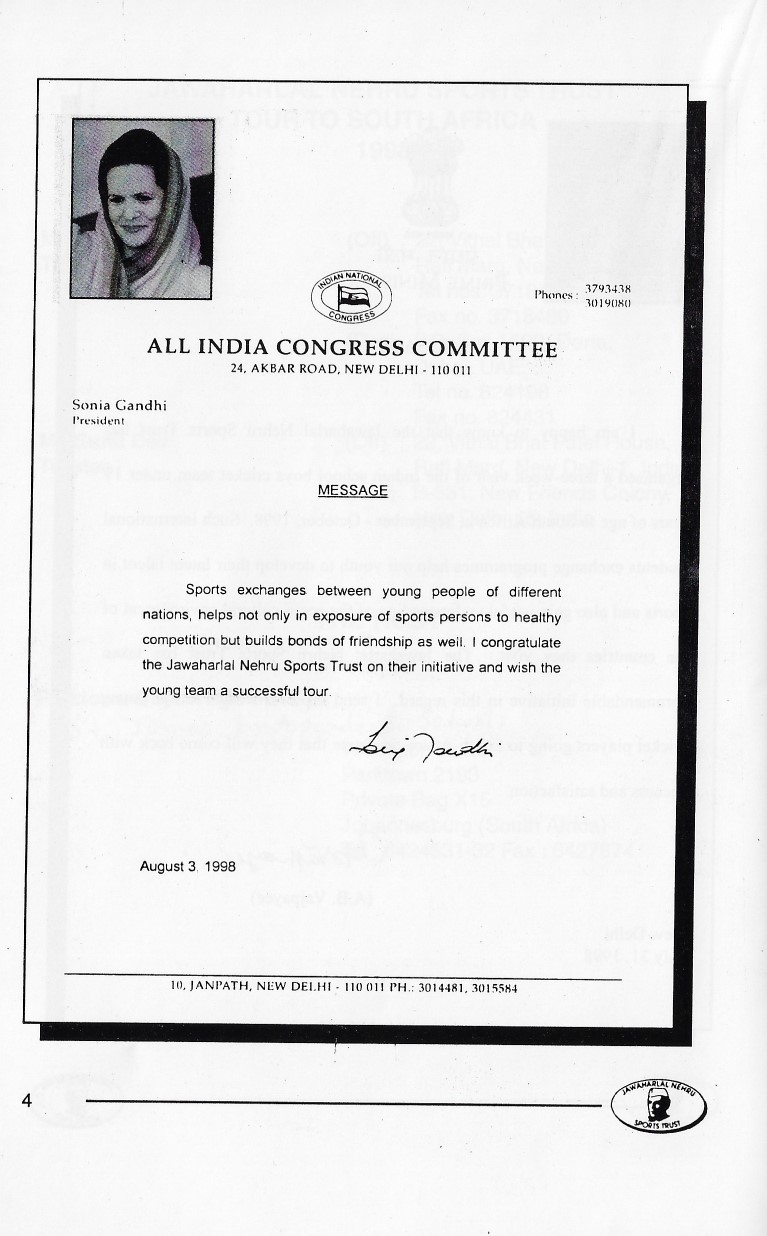 INDIAN NATIONAL
CONGRESS
Phones : 3793438
3019080
ALL INDIA CONGRESS COMMITTEE
24, AKBAR ROAD, NEW DELHI - 110 011
Sonia Gandhi
President
MESSAGE
Sports exchanges between young people of different
nations, helps not only in exposure of sports persons to healthy
competition but builds bonds of friendship as well. I congratulate
the Jawaharlal Nehru Sports Trust on their initiative and wish the
young team a successful tour.
August 3, 1998
10, JANPATH, NEW DELHI - 110 011 PH.: 3014481, 3015584
4
JAWAHARLAL NEHRU
SPORTS TRUST